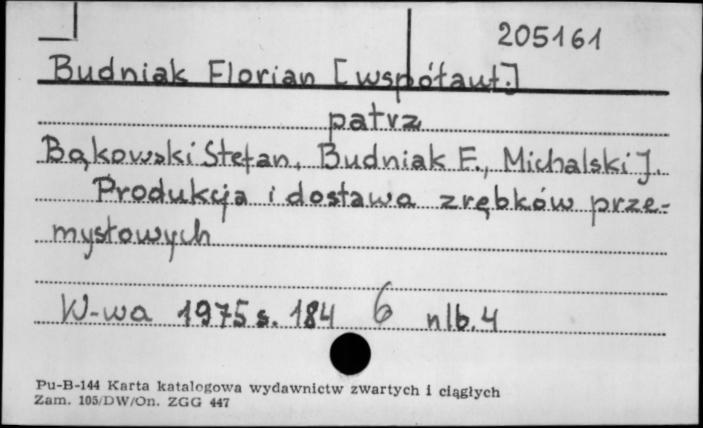 205161
Budniak Florian [współaut.]
patrz
Bąkowski Stefan, Budniak F., Michalski J.
Produkcja i dostawa zrębków prze-
mysłowych
W-wa 1975 s. 184 6 nlb. 4
Pu-B-144 Karta katalogowa wydawnictw zwartych i ciągłych
Zam. 105/DW/On. ZGG 447